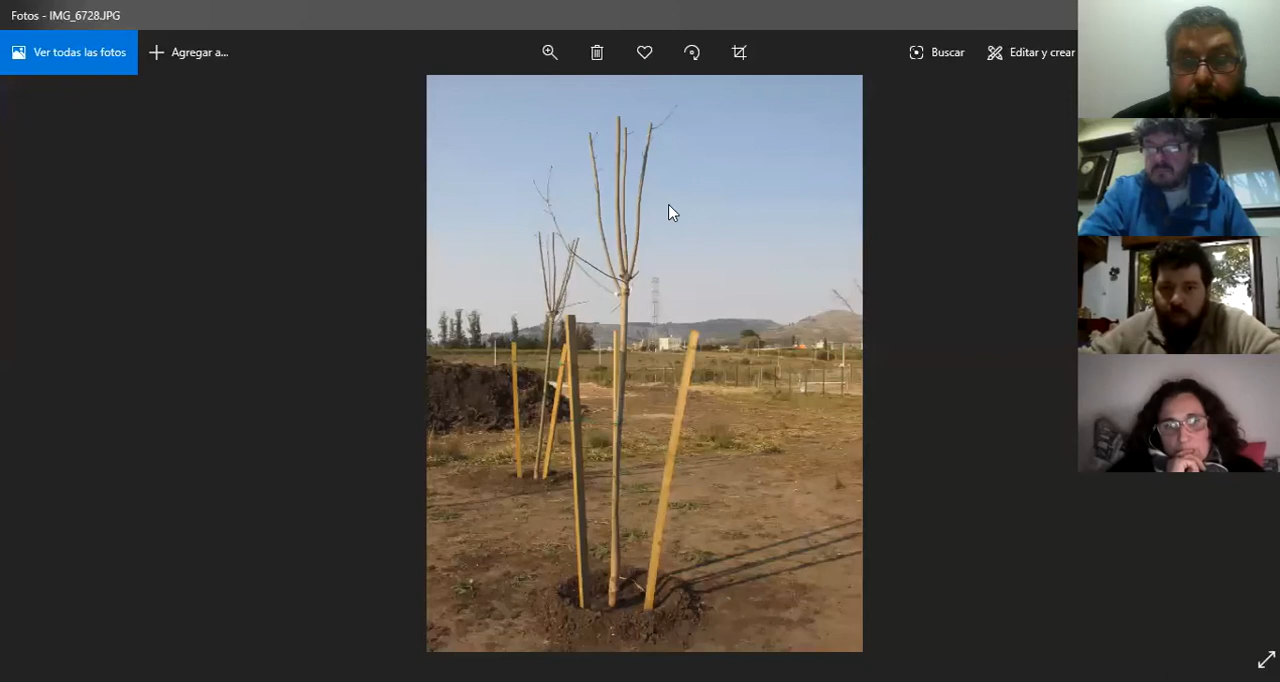 Fotos - IMG_6728.JPG
Ver todas las fotos
Agregar a...
Buscar
Editar y crear